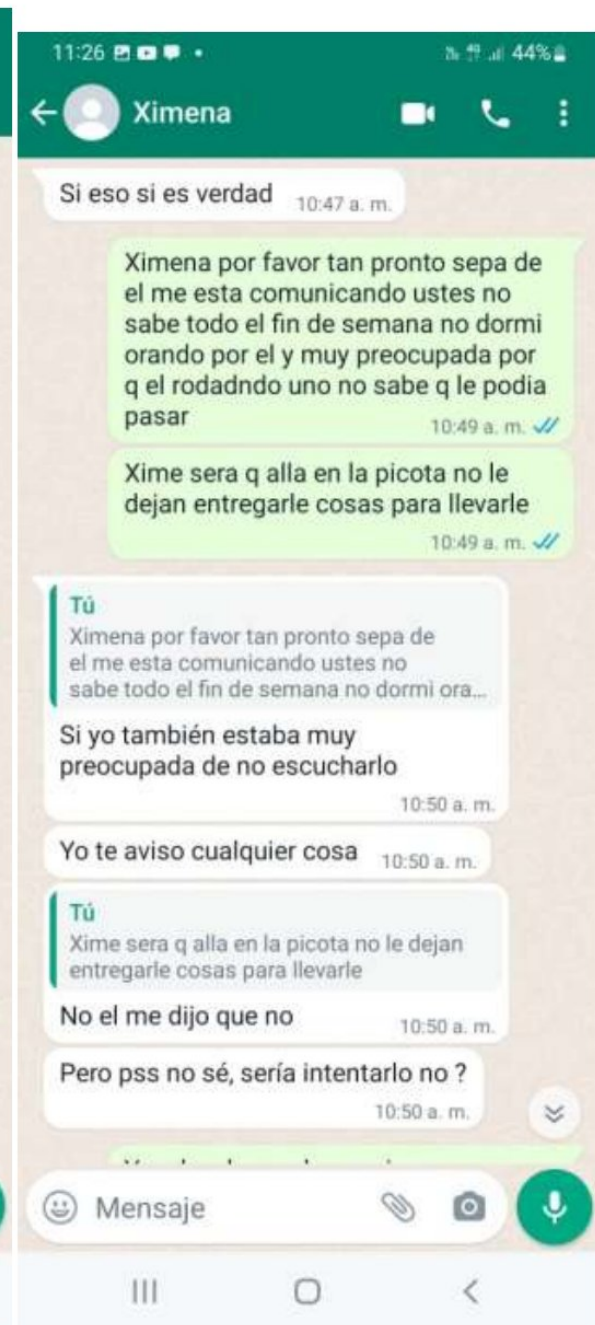 11:26
44%
Ximena
Si eso si es verdad
10:47 a. m.
Ximena por favor tan pronto sepa de
el me esta comunicando ustes no
sabe todo el fin de semana no dormi
orando por el y muy preocupada por
q el rodadndo uno no sabe q le podia
pasar
10:49 a. m.
Xime sera q alla en la picota no le
dejan entregarle cosas para llevarle
10:49 a. m.
Tú
Ximena por favor tan pronto sepa de
el me esta comunicando ustes no
sabe todo el fin de semana no dormi ora...
Si yo también estaba muy
preocupada de no escucharlo
10:50 a. m.
Yo te aviso cualquier cosa
10:50 a. m.
Tú
Xime sera q alla en la picota no le dejan
entregarle cosas para llevarle
No el me dijo que no
10:50 a. m.
Pero pss no sé, sería intentarlo no ?
10:50 a. m.
Mensaje